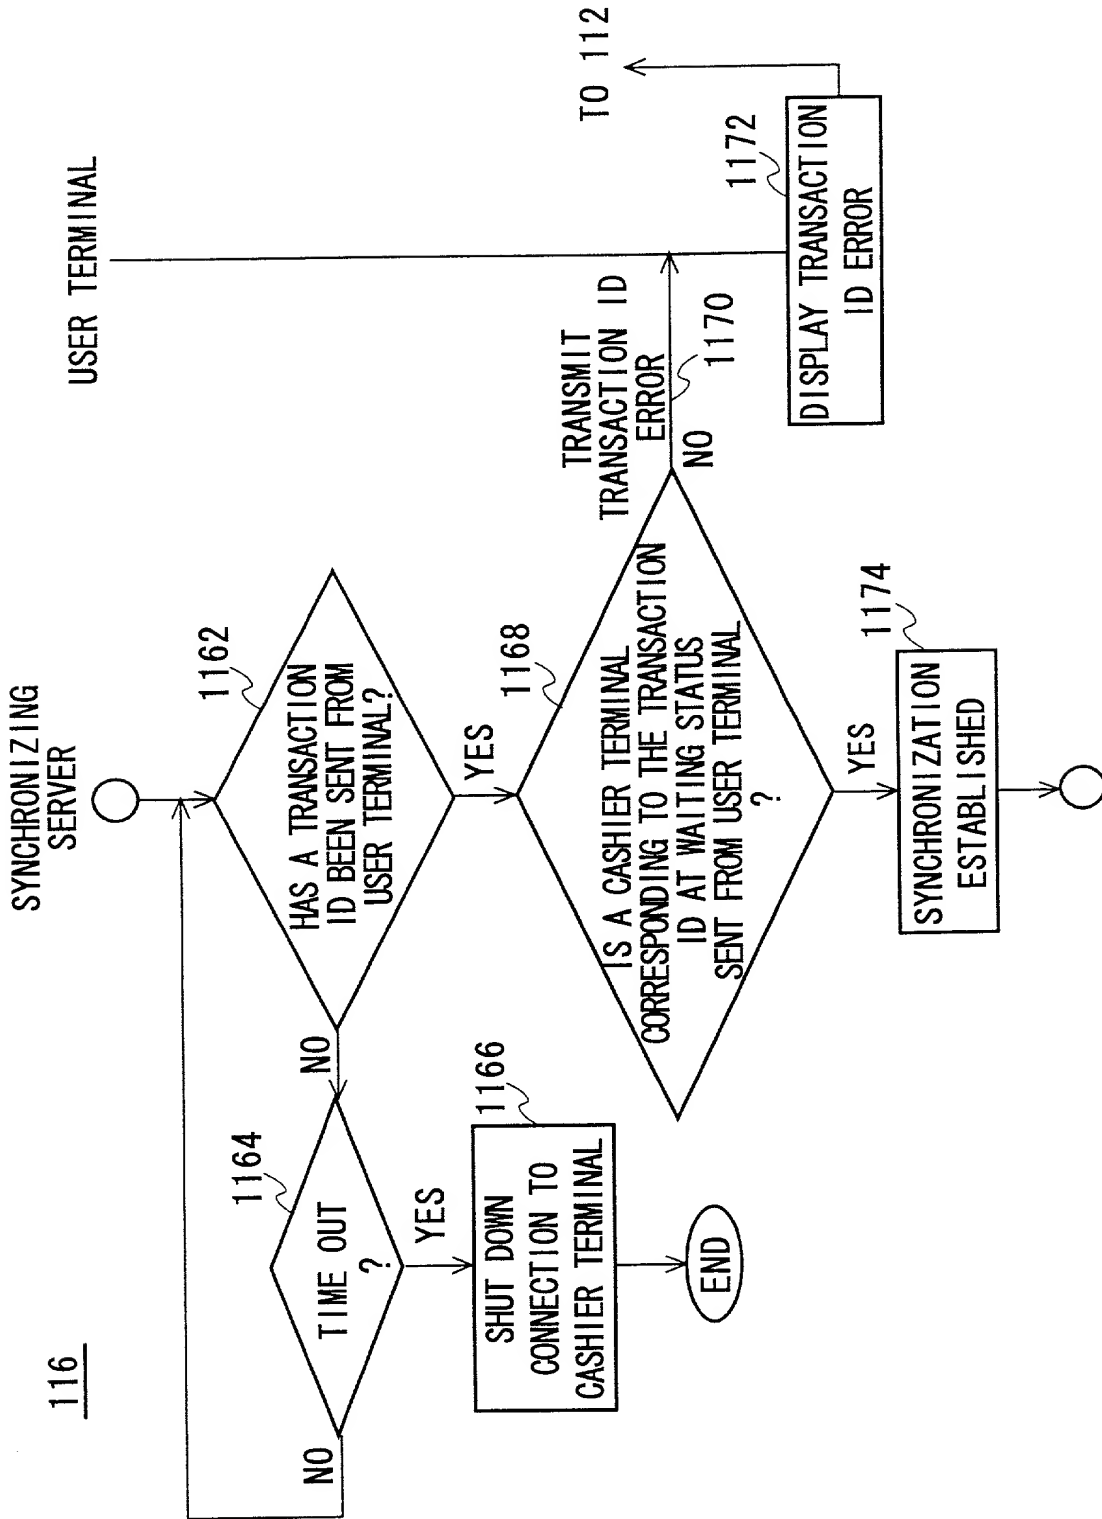 116
SYNCHRONIZING
SERVER
USER TERMINAL
1162
HAS A TRANSACTION
ID BEEN SENT FROM
USER TERMINAL?
NO
YES
1164
TIME OUT
?
NO
YES
1166
SHUT DOWN
CONNECTION TO
CASHIER TERMINAL
END
1168
IS A CASHIER TERMINAL
CORRESPONDING TO THE TRANSACTION
ID AT WAITING STATUS
SENT FROM USER TERMINAL
?
NO
YES
TRANSMIT
TRANSACTION ID
ERROR
1170
TO 112
1172
DISPLAY TRANSACTION
ID ERROR
1174
SYNCHRONIZATION
ESTABLISHED